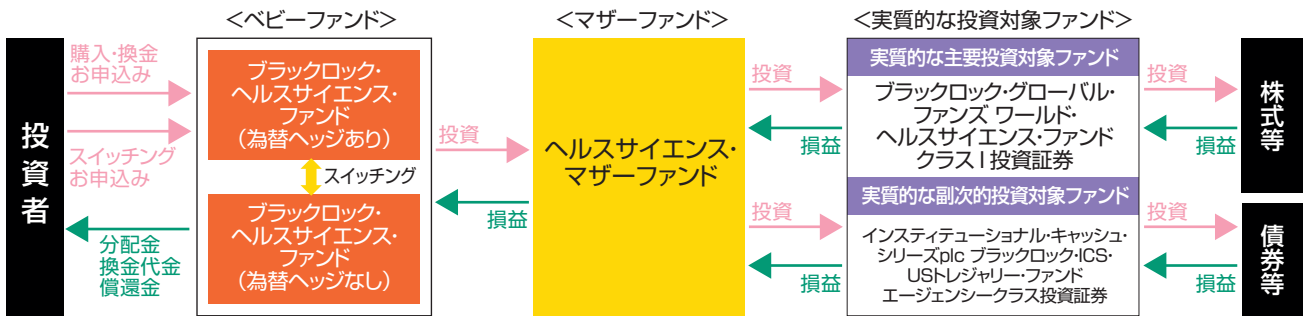 <ベビーファンド>
<マザーファンド>
<実質的な投資対象ファンド>
投資者
購入・換金
お申込み
スイッチング
お申込み
分配金
換金代金
償還金
ブラックロック・
ヘルスサイエンス・
ファンド
(為替ヘッジあり)
スイッチング
ブラックロック・
ヘルスサイエンス・
ファンド
(為替ヘッジなし)
投資
損益
ヘルスサイエンス・
マザーファンド
投資
損益
投資
損益
実質的な主要投資対象ファンド
ブラックロック・グローバル・
ファンズ ワールド・
ヘルスサイエンス・ファンド
クラス I 投資証券
実質的な副次的投資対象ファンド
インスティテューショナル・キャッシュ・
シリーズplc ブラックロック・ICS・
USトレジャリー・ファンド
エージェンシークラス投資証券
投資
損益
投資
損益
株式等
債券等